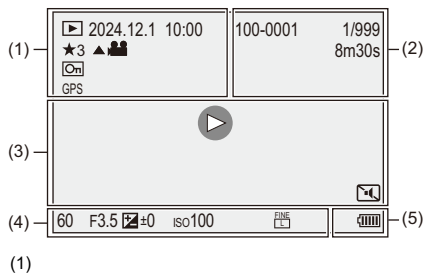 2024.12.1 10:00 100-0001 1/999
(1) ★3 8m30s (2)
On
GPS
(3)
(4) 60 F3.5 ±0 ISO100 FINE L (5)
(1)